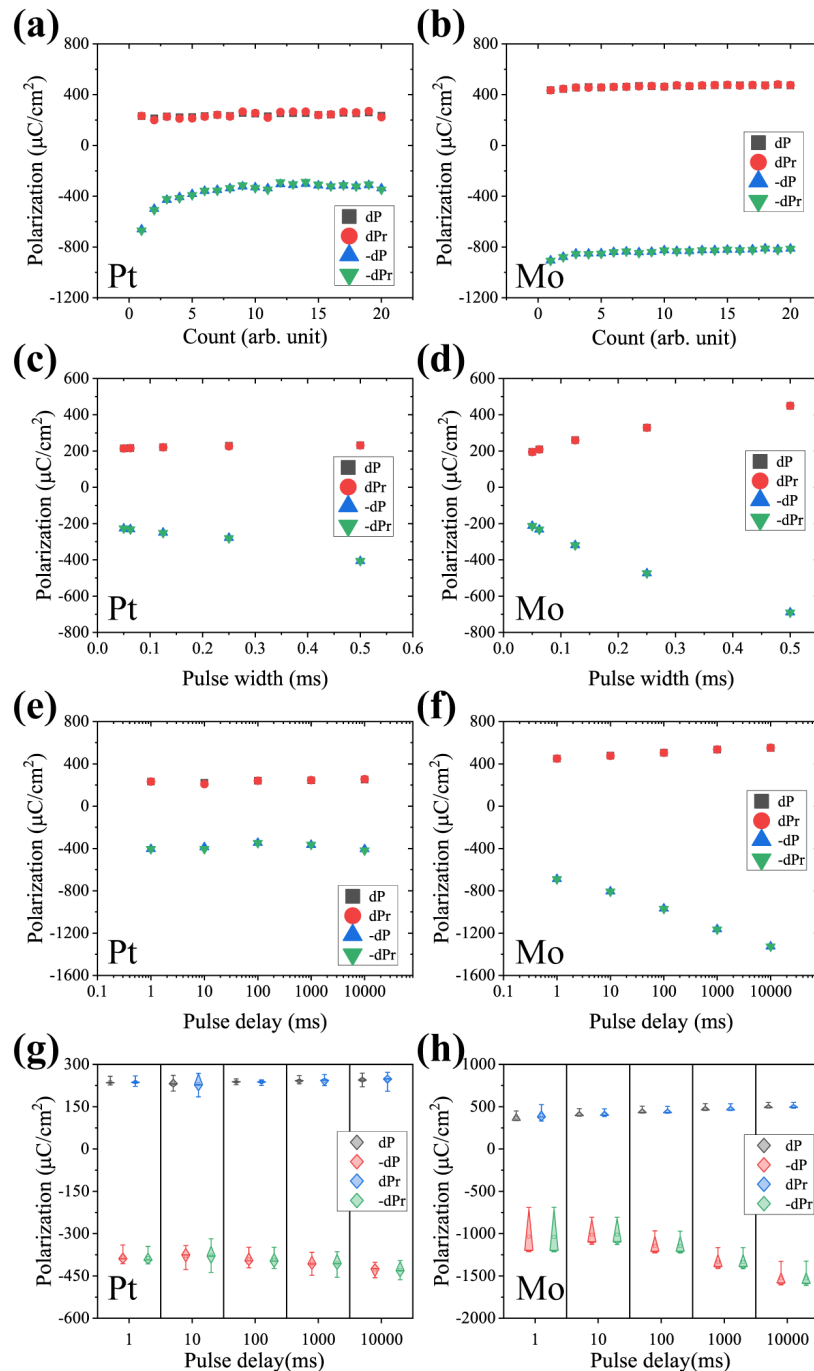 (a)
800
400
0
-400
-800
-1200
Polarization (μC/cm²)
dP
dPr
-dP
-dPr
Pt
0 5 10 15 20
Count (arb. unit)
(b)
800
400
0
-400
-800
-1200
Polarization (μC/cm²)
dP
dPr
-dP
-dPr
Mo
0 5 10 15 20
Count (arb. unit)
(c)
600
400
200
0
-200
-400
-600
-800
Polarization (μC/cm²)
dP
dPr
-dP
-dPr
Pt
0.0 0.1 0.2 0.3 0.4 0.5 0.6
Pulse width (ms)
(d)
600
400
200
0
-200
-400
-600
-800
Polarization (μC/cm²)
dP
dPr
-dP
-dPr
Mo
0.0 0.1 0.2 0.3 0.4 0.5
Pulse width (ms)
(e)
800
400
0
-400
-800
-1200
-1600
Polarization (μC/cm²)
dP
dPr
-dP
-dPr
Pt
0.1 1 10 100 1000 10000
Pulse delay (ms)
(f)
800
400
0
-400
-800
-1200
-1600
Polarization (μC/cm²)
dP
dPr
-dP
-dPr
Mo
0.1 1 10 100 1000 10000
Pulse delay (ms)
(g)
300
150
0
-150
-300
-450
-600
Polarization (μC/cm²)
dP
-dP
dPr
-dPr
Pt
1 10 100 1000 10000
Pulse delay(ms)
(h)
1000
500
0
-500
-1000
-1500
-2000
Polarization (μC/cm²)
dP
-dP
dPr
-dPr
Mo
1 10 100 1000 10000
Pulse delay(ms)